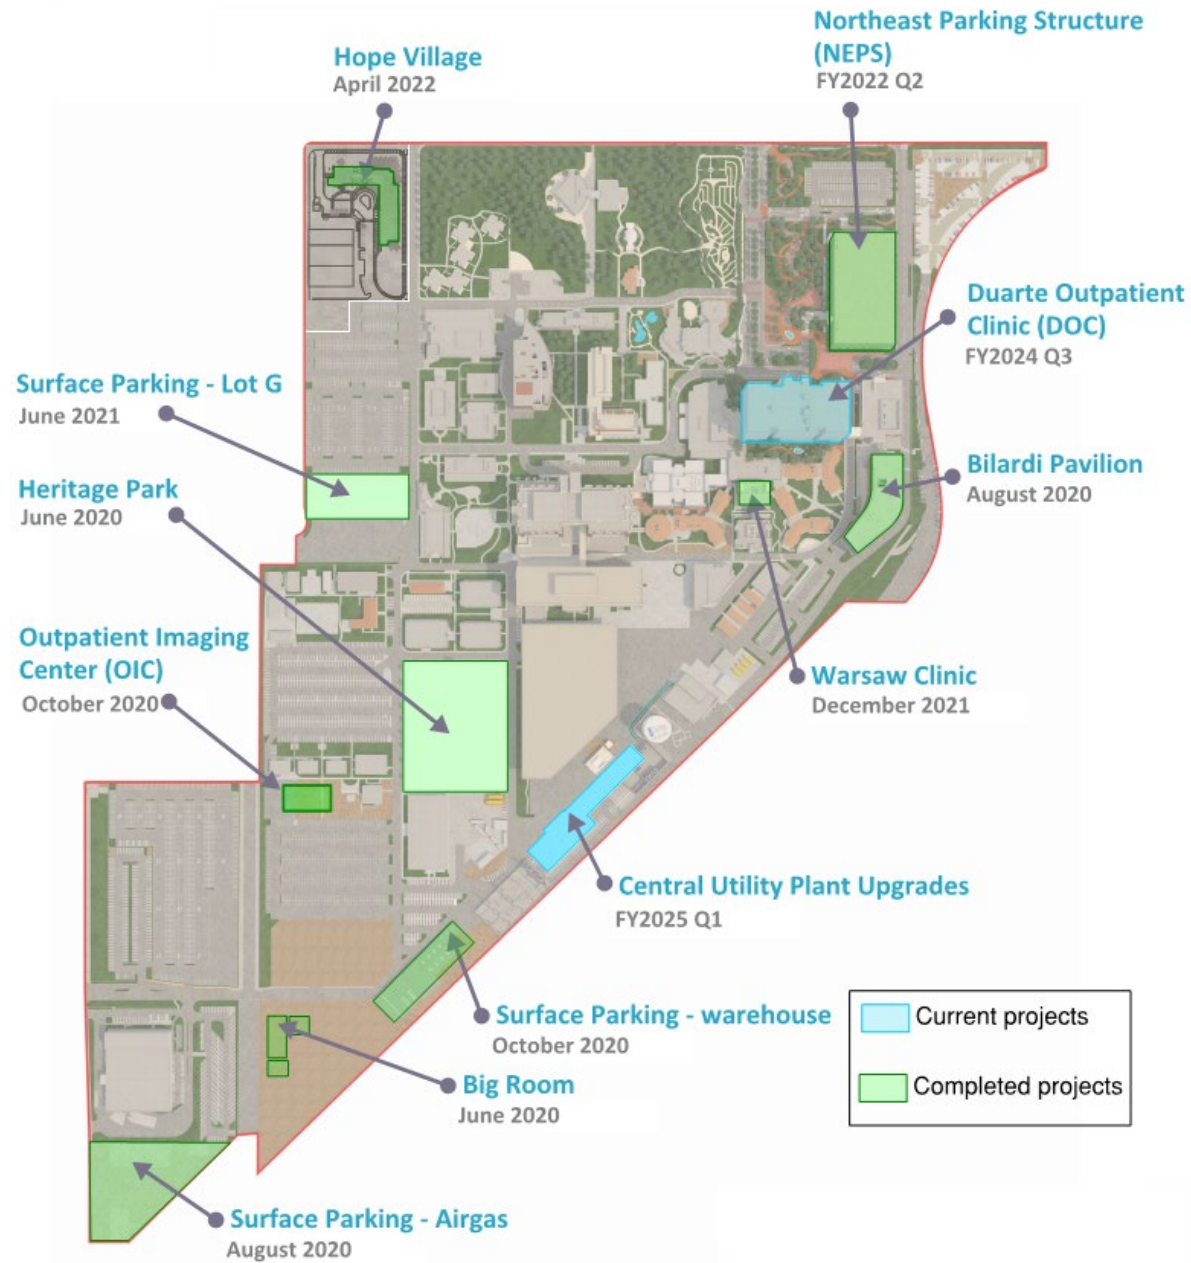 Northeast Parking Structure
(NEPS)
FY2022 Q2
Hope Village
April 2022
Duarte Outpatient
Clinic (DOC)
FY2024 Q3
Surface Parking - Lot G
June 2021
Bilardi Pavilion
August 2020
Heritage Park
June 2020
Outpatient Imaging
Center (OIC)
October 2020
Warsaw Clinic
December 2021
Central Utility Plant Upgrades
FY2025 Q1
Surface Parking - warehouse
October 2020
Current projects
Big Room
June 2020
Completed projects
Surface Parking - Airgas
August 2020